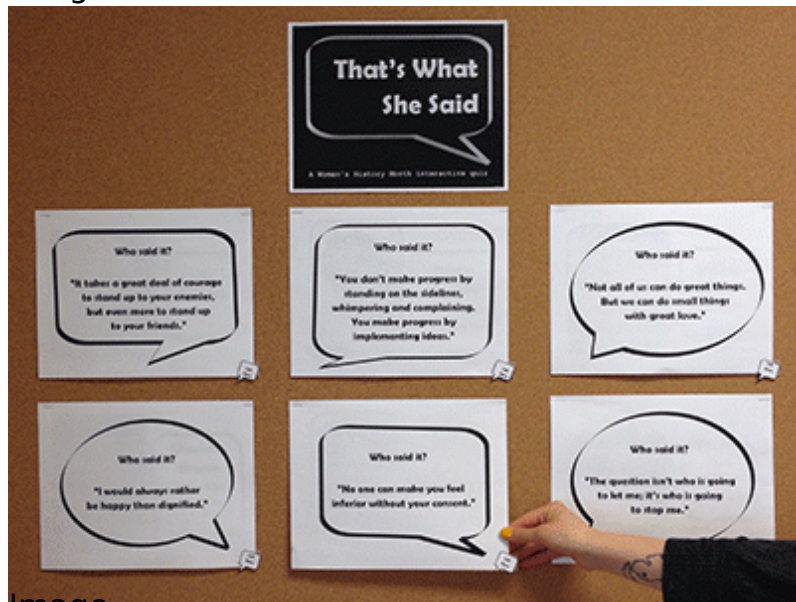 That's What
She Said
A Women's History Month interactive quiz
Who said it?
"It takes a great deal of courage
to stand up to your enemies,
but even more to stand up
to your friends."
Who said it?
"You don't make progress by
standing on the sidelines,
whimpering and complaining.
You make progress by
implementing ideas."
Who said it?
"Not all of us can do great things.
But we can do small things
with great love."
Who said it?
"I would always rather
be happy than dignified."
Who said it?
"No one can make you feel
inferior without your consent."
Who said it?
"The question isn't who is going
to let me; it's who is going
to stop me."